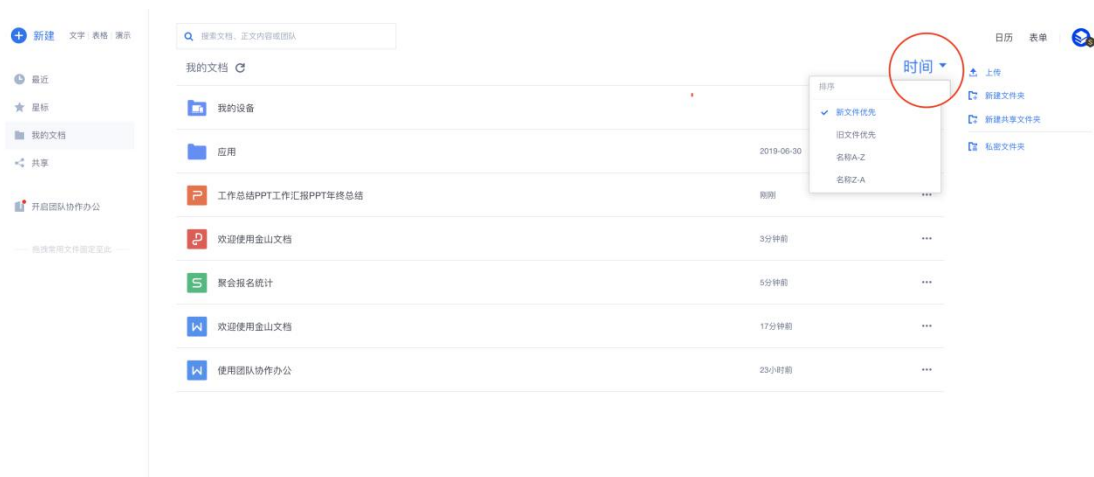 新建 文字 表格 演示
搜索文档、正文内容或团队
日历 表单
最近
星标
我的文档
共享
开启团队协作办公
拖拽常用文件固定至此
我的文档
时间
排序
新文件优先
旧文件优先
名称A-Z
名称Z-A
我的设备
应用 2019-06-30
工作总结PPT工作汇报PPT年终总结 刚刚
欢迎使用金山文档 3分钟前
聚会报名统计 5分钟前
欢迎使用金山文档 17分钟前
使用团队协作办公 23小时前
上传
新建文件夹
新建共享文件夹
私密文件夹